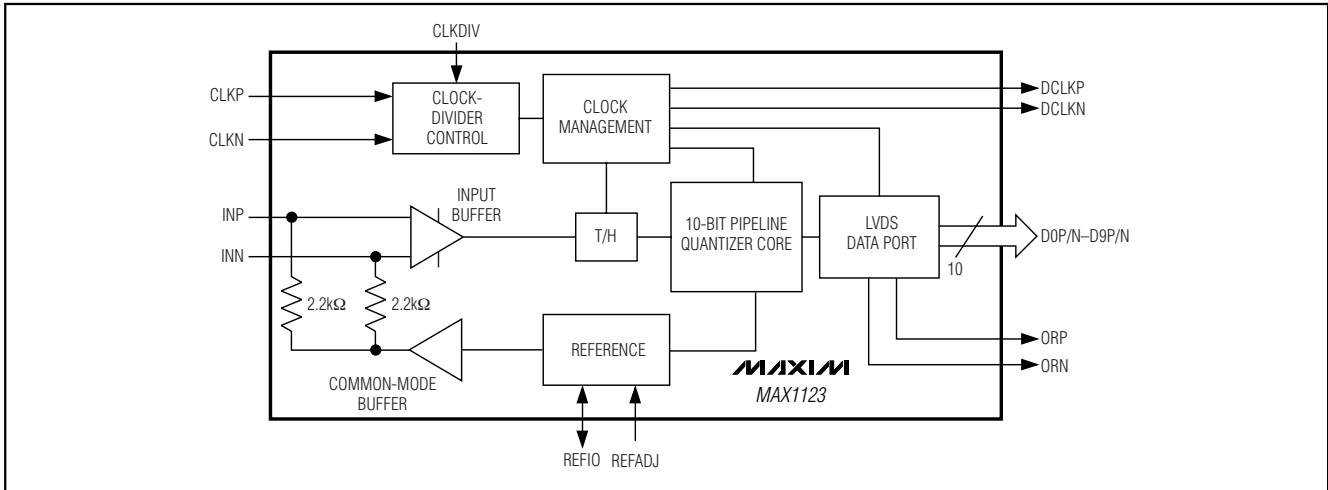 CLKDIV
CLKP
CLKN
CLOCK-
DIVIDER
CONTROL
CLOCK
MANAGEMENT
DCLKP
DCLKN
INP
INN
INPUT
BUFFER
T/H
10-BIT PIPELINE
QUANTIZER CORE
LVDS
DATA PORT
10
D0P/N–D9P/N
2.2kΩ
2.2kΩ
COMMON-MODE
BUFFER
REFERENCE
MAXIM
MAX1123
ORP
ORN
REFIO
REFADJ